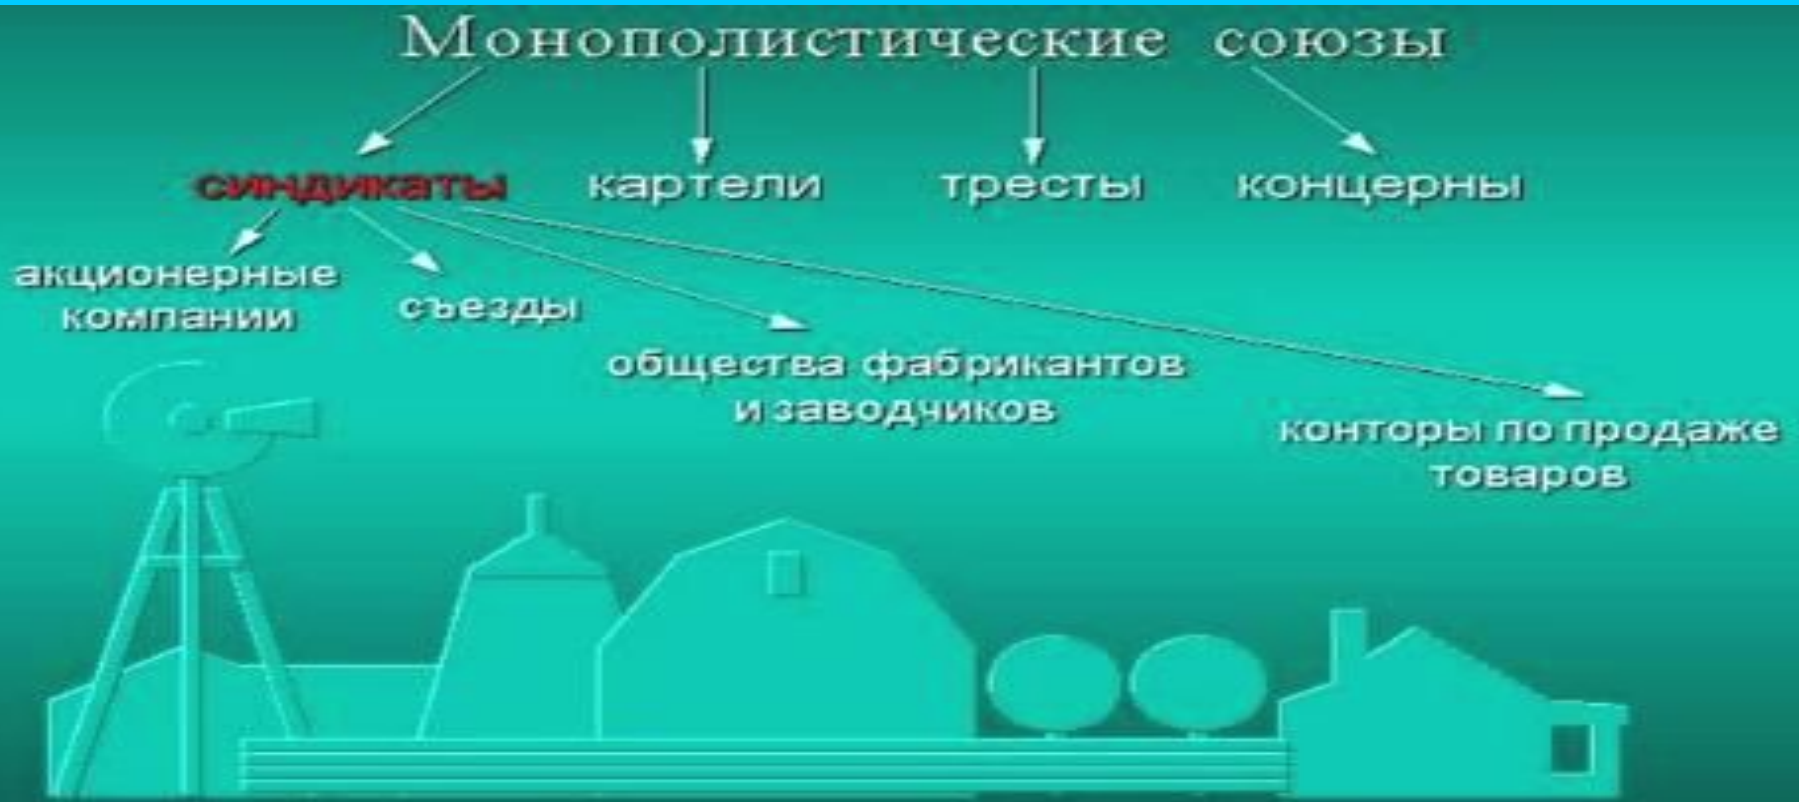 Монополистические союзы
синдикаты картели тресты концерны
акционерные
компании
съезды
общества фабрикантов
и заводчиков
конторы по продаже
товаров